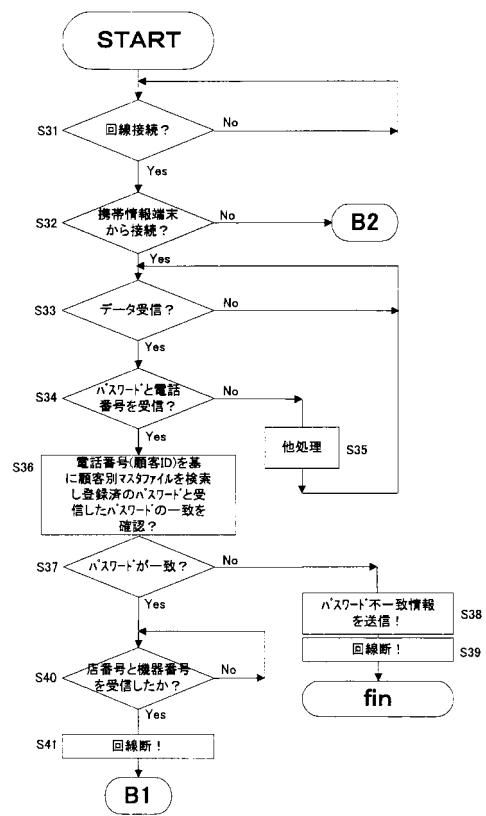 START
S31
回線接続？
No
Yes
S32
携帯情報端末
から接続？
No
B2
Yes
S33
データ受信？
No
Yes
S34
パスワードと電話
番号を受信？
No
Yes
他処理
S35
S36
電話番号(顧客ID)を基
に顧客別マスタファイルを検索
し登録済のパスワードと受
信したパスワードの一致を
確認？
S37
パスワードが一致？
No
Yes
パスワード不一致情報
を送信！
S38
回線断！
S39
fin
S40
店番号と機器番号
を受信したか？
No
Yes
S41
回線断！
B1